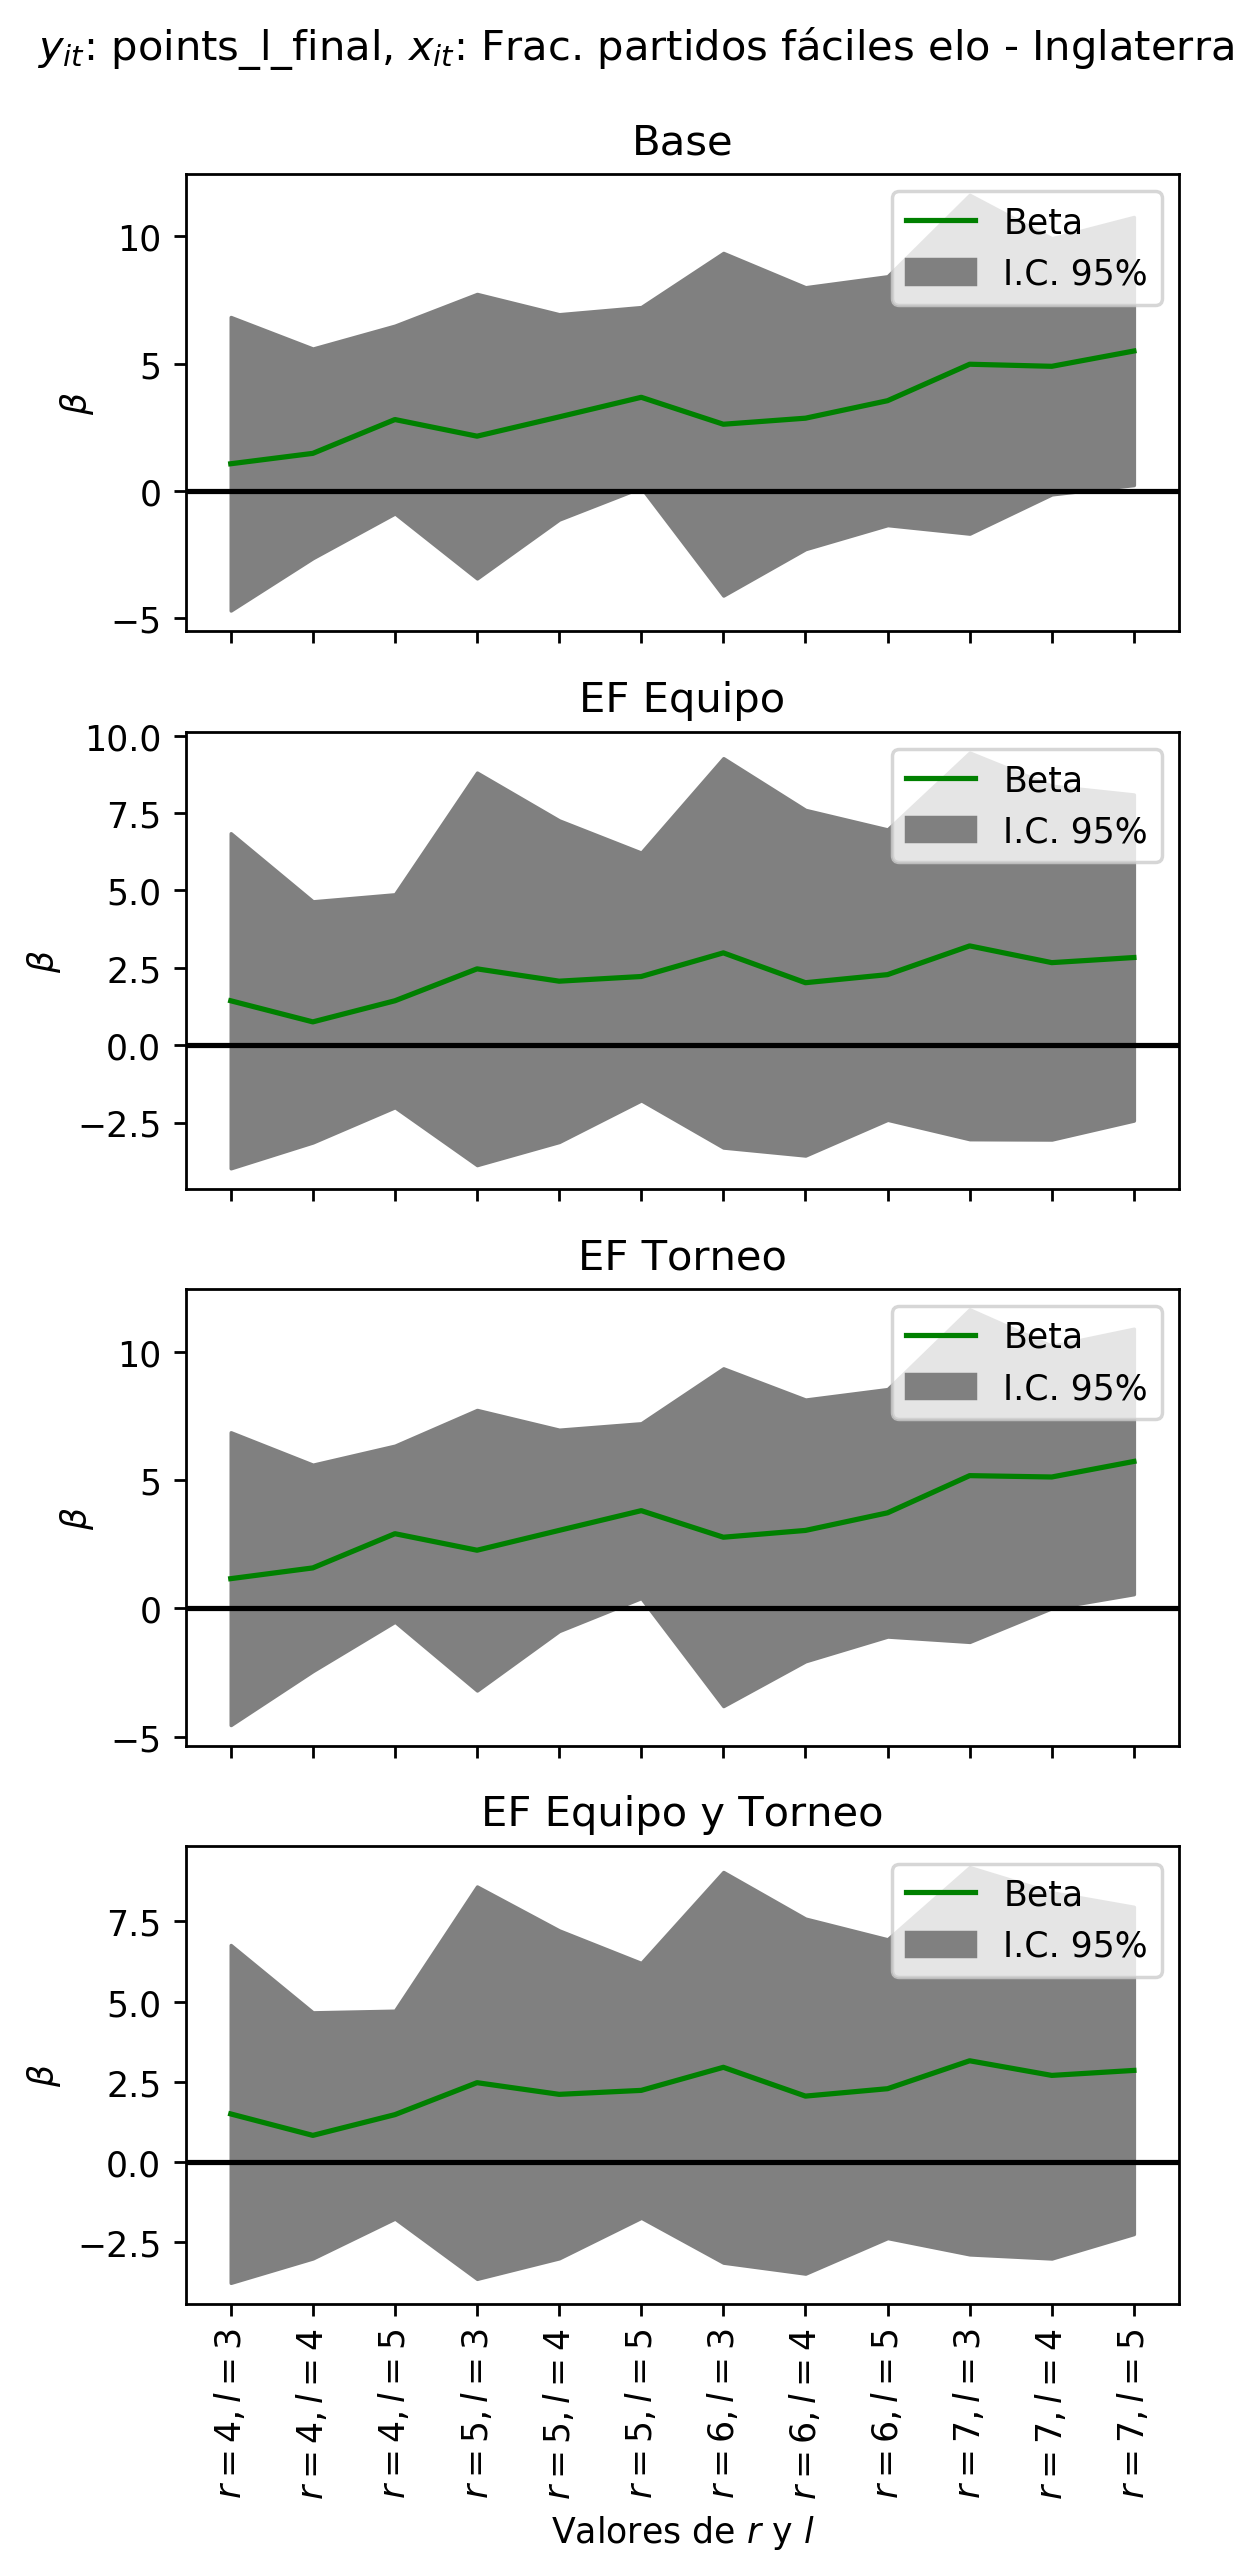 y_it: points_l_final, x_it: Frac. partidos fáciles elo - Inglaterra
Base
Beta
I.C. 95%
10
5
0
−5
β
EF Equipo
Beta
I.C. 95%
10.0
7.5
5.0
2.5
0.0
−2.5
β
EF Torneo
Beta
I.C. 95%
10
5
0
−5
β
EF Equipo y Torneo
Beta
I.C. 95%
7.5
5.0
2.5
0.0
−2.5
β
r = 4, l = 3
r = 4, l = 4
r = 4, l = 5
r = 5, l = 3
r = 5, l = 4
r = 5, l = 5
r = 6, l = 3
r = 6, l = 4
r = 6, l = 5
r = 7, l = 3
r = 7, l = 4
r = 7, l = 5
Valores de r y l